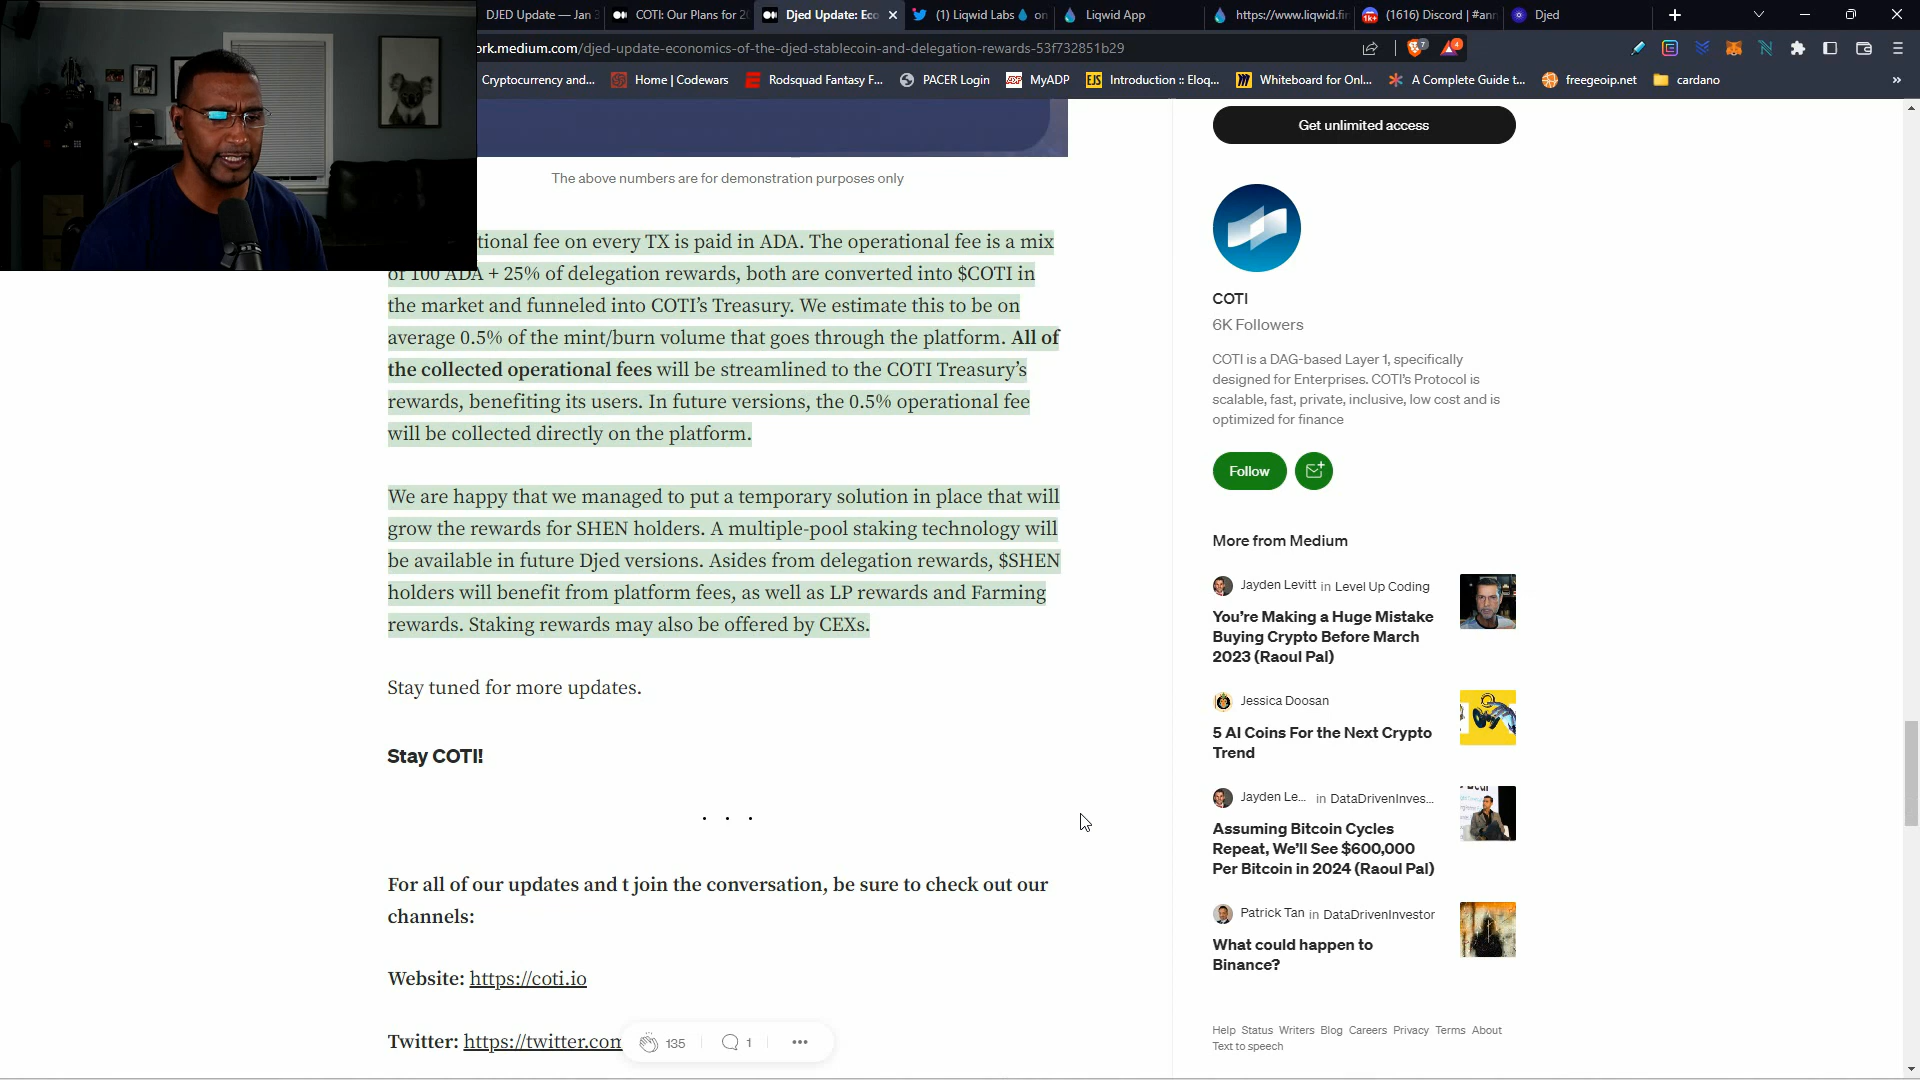 DJED Update — Jan 3
COTI: Our Plans for 20
Djed Update: Eco
(1) Liqwid Labs💧 on
Liqwid App
https://www.liqwid.fin
(1616) Discord | #ann
Djed
ork.medium.com/djed-update-economics-of-the-djed-stablecoin-and-delegation-rewards-53f732851b29
7
4
Cryptocurrency and...
Home | Codewars
Rodsquad Fantasy F...
PACER Login
MyADP
Introduction :: Eloq...
Whiteboard for Onl...
A Complete Guide t...
freegeoip.net
cardano
The above numbers are for demonstration purposes only
tional fee on every TX is paid in ADA. The operational fee is a mix
of 100 ADA + 25% of delegation rewards, both are converted into $COTI in
the market and funneled into COTI's Treasury. We estimate this to be on
average 0.5% of the mint/burn volume that goes through the platform. All of
the collected operational fees will be streamlined to the COTI Treasury's
rewards, benefiting its users. In future versions, the 0.5% operational fee
will be collected directly on the platform.
We are happy that we managed to put a temporary solution in place that will
grow the rewards for SHEN holders. A multiple-pool staking technology will
be available in future Djed versions. Asides from delegation rewards, $SHEN
holders will benefit from platform fees, as well as LP rewards and Farming
rewards. Staking rewards may also be offered by CEXs.
Stay tuned for more updates.
Stay COTI!
. . .
For all of our updates and t join the conversation, be sure to check out our
channels:
Website: https://coti.io
Twitter: https://twitter.com
135
1
Get unlimited access
COTI
6K Followers
COTI is a DAG-based Layer 1, specifically
designed for Enterprises. COTI's Protocol is
scalable, fast, private, inclusive, low cost and is
optimized for finance
Follow
More from Medium
Jayden Levitt in Level Up Coding
You're Making a Huge Mistake
Buying Crypto Before March
2023 (Raoul Pal)
Jessica Doosan
5 AI Coins For the Next Crypto
Trend
Jayden Le... in DataDrivenInves...
Assuming Bitcoin Cycles
Repeat, We'll See $600,000
Per Bitcoin in 2024 (Raoul Pal)
Patrick Tan in DataDrivenInvestor
What could happen to
Binance?
Help Status Writers Blog Careers Privacy Terms About
Text to speech